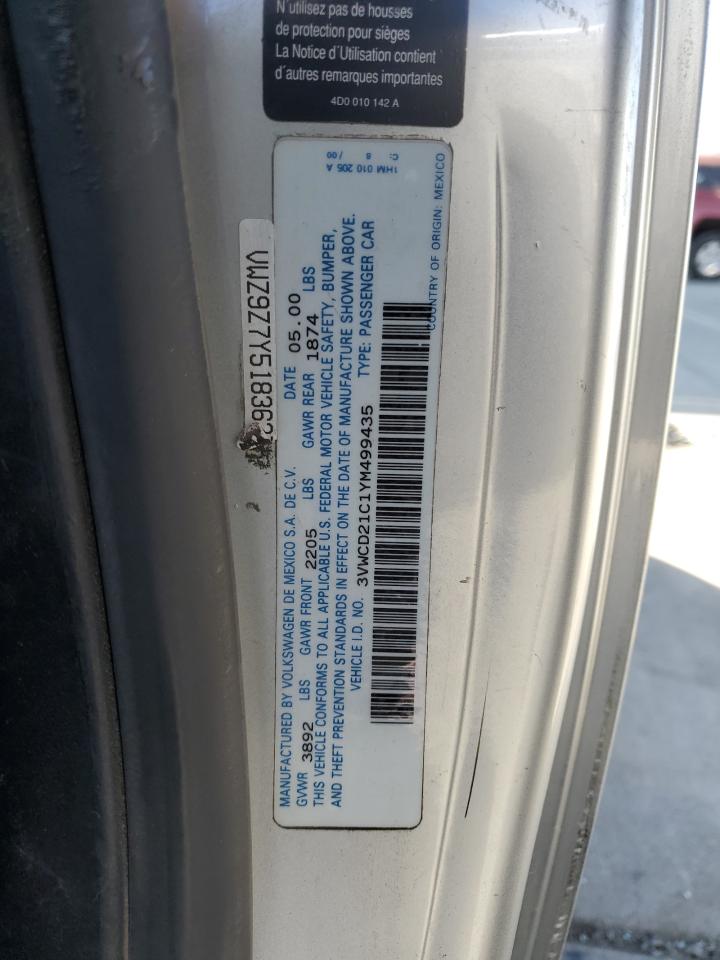 N'utilisez pas de housses
de protection pour sièges
La Notice d'Utilisation contient
d'autres remarques importantes
4D0 010 142 A
1HM 010 205 A 8 /00 C.
VWZ9Z7Y518363
MANUFACTURED BY VOLKSWAGEN DE MEXICO S.A. DE C.V. DATE 05.00
GVWR 3892 LBS GAWR FRONT 2205 LBS GAWR REAR 1874 LBS
THIS VEHICLE CONFORMS TO ALL APPLICABLE U.S. FEDERAL MOTOR VEHICLE SAFETY, BUMPER,
AND THEFT PREVENTION STANDARDS IN EFFECT ON THE DATE OF MANUFACTURE SHOWN ABOVE.
VEHICLE I.D. NO. 3VWCD21C1YM499435 TYPE: PASSENGER CAR
COUNTRY OF ORIGIN: MEXICO